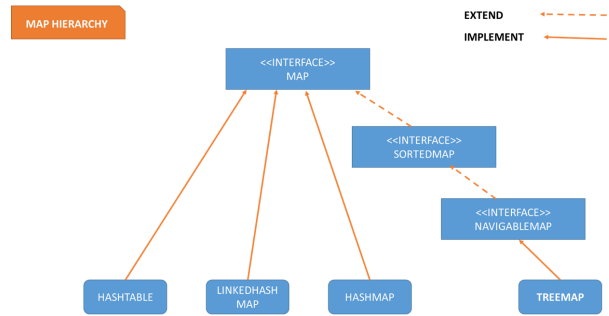 MAP HIERARCHY
EXTEND
IMPLEMENT
<<INTERFACE>>
MAP
<<INTERFACE>>
SORTEDMAP
<<INTERFACE>>
NAVIGABLEMAP
HASHTABLE
LINKEDHASH
MAP
HASHMAP
TREEMAP